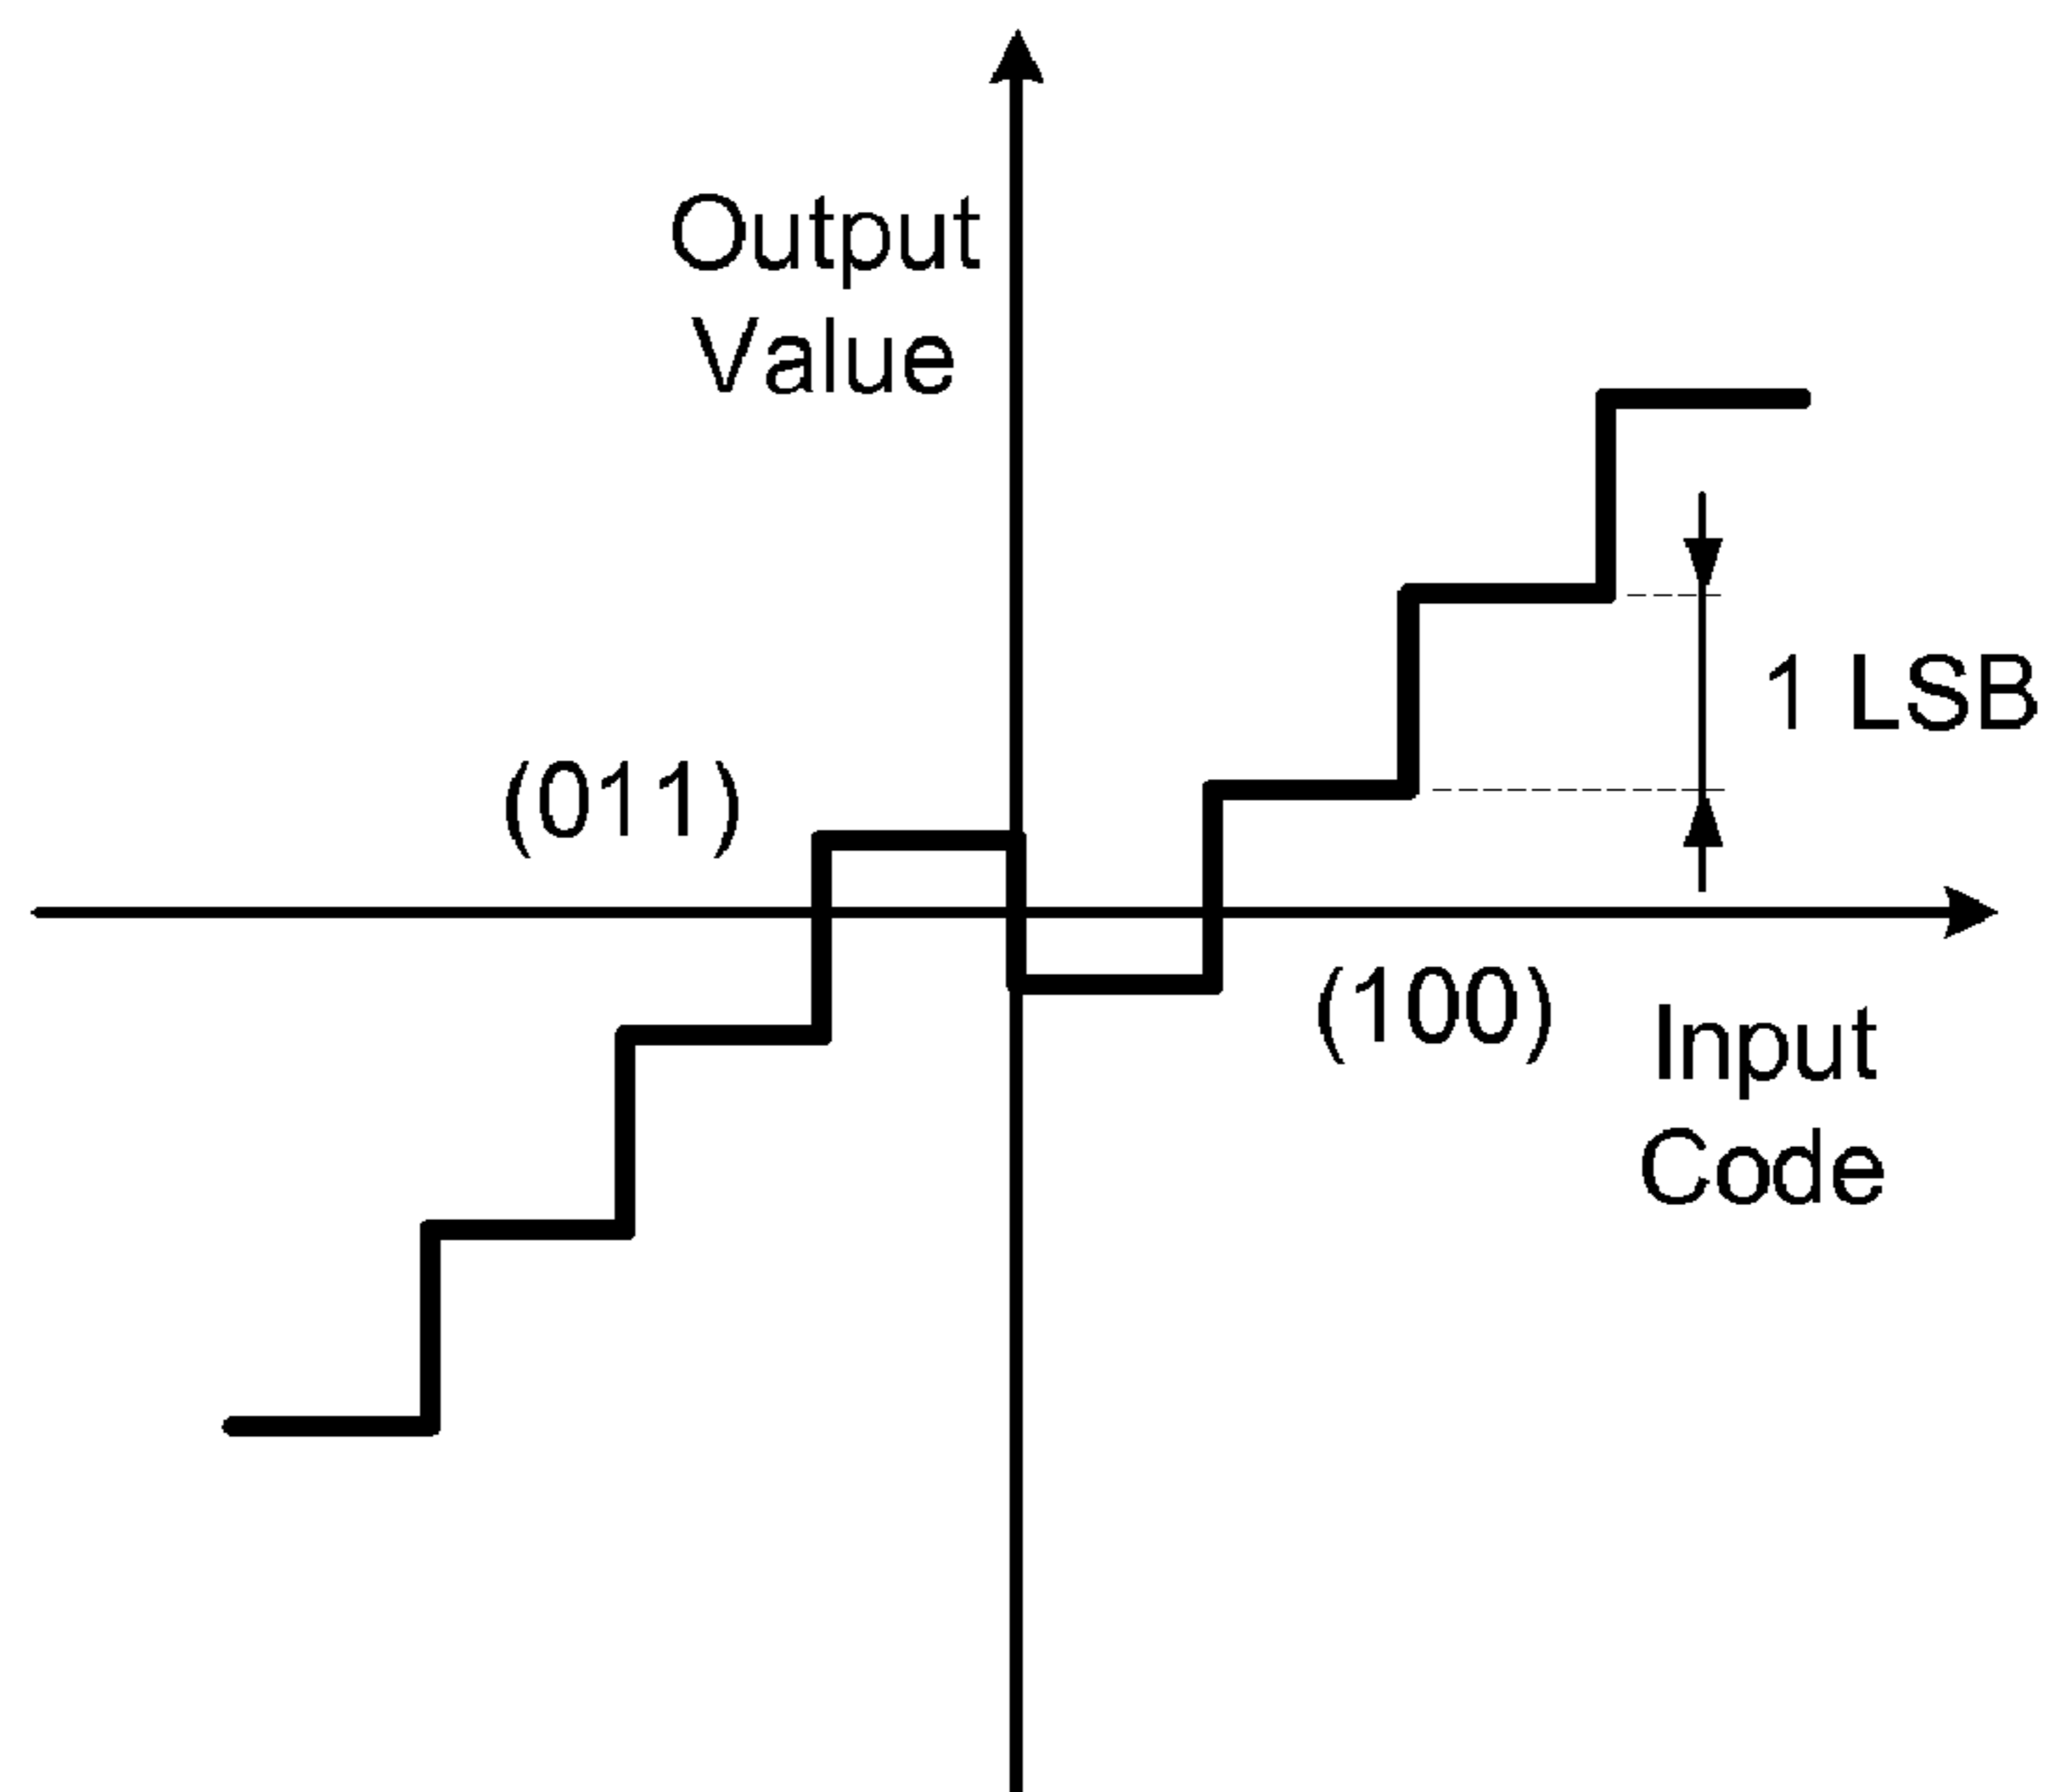 Output
Value
1 LSB
(011)
(100)
Input
Code